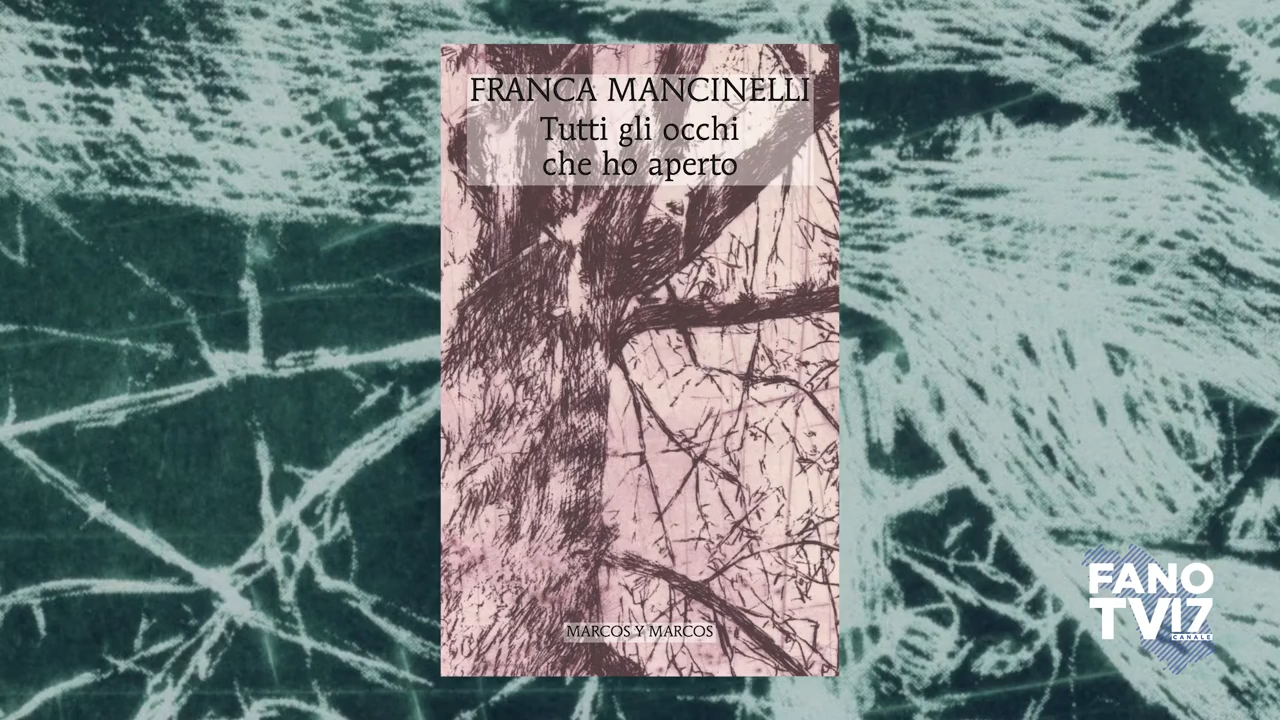 FRANCA MANCINELLI
Tutti gli occhi
che ho aperto
MARCOS Y MARCOS
FANO
TV17
CANALE